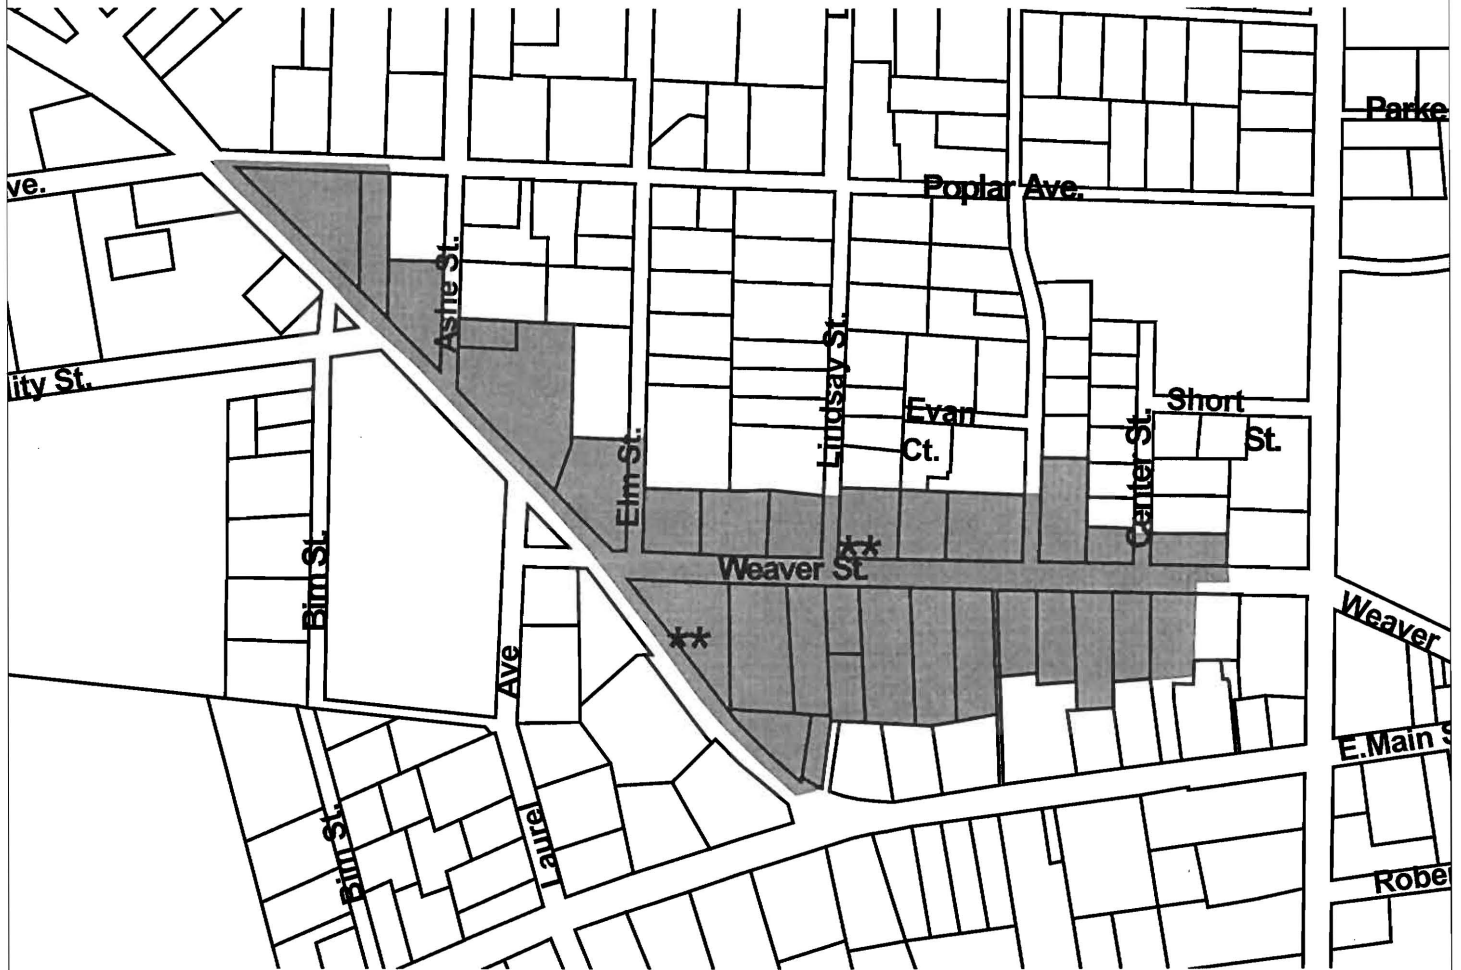 Parke
ve.
Poplar Ave.
Ashe St.
Lindsay St.
ity St.
Evan
Ct.
Short
St.
Elm St.
Center St.
**
Weaver St.
Bim St.
**
Weaver
Ave
E.Main S
Bim St.
Laurel
Rober